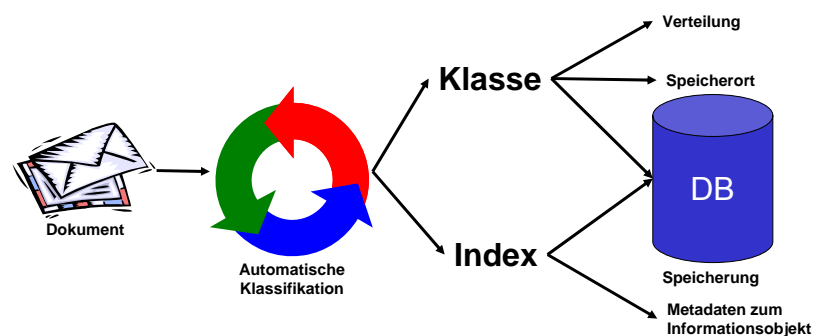 Dokument
Automatische
Klassifikation
Klasse
Index
Verteilung
Speicherort
DB
Speicherung
Metadaten zum
Informationsobjekt